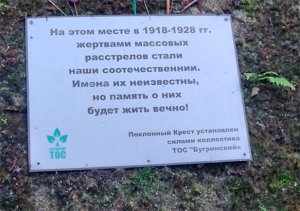 На этом месте в 1918-1928 гг.
жертвами массовых
расстрелов стали
наши соотечественнии.
Имена их неизвестны,
но память о них
будет жить вечно!
Поклонный Крест установлен
силами коллектива
ТОС "Бугринский"
ТОС